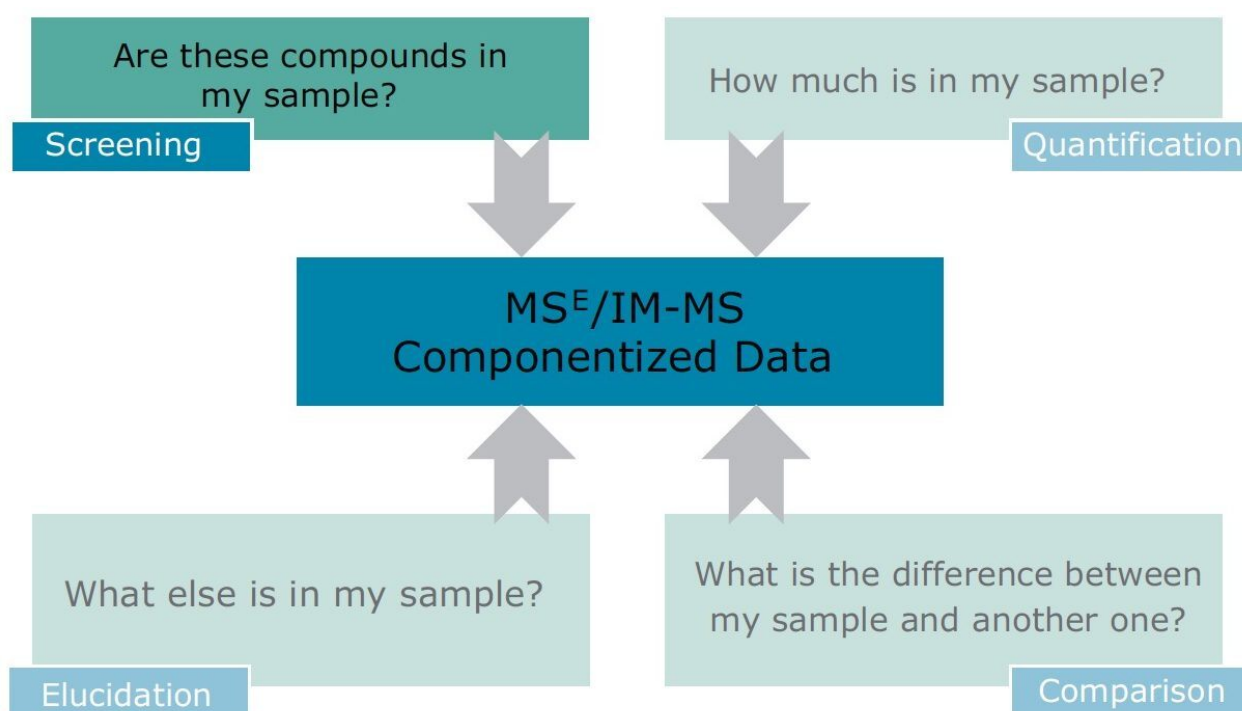 Are these compounds in
my sample?
Screening
How much is in my sample?
Quantification
MSᴱ/IM-MS
Componentized Data
What else is in my sample?
Elucidation
What is the difference between
my sample and another one?
Comparison